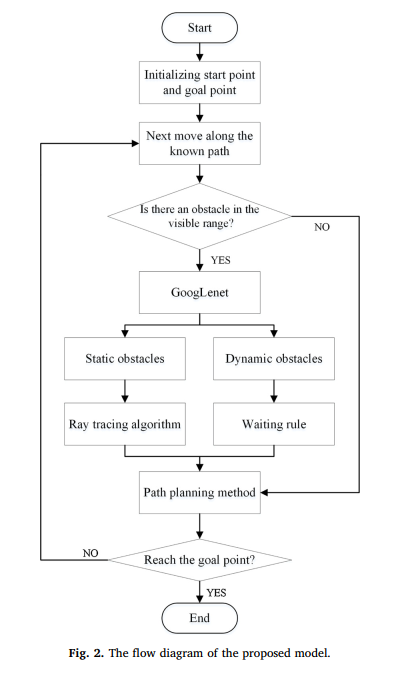 Start
Initializing start point
and goal point
Next move along the
known path
Is there an obstacle in the
visible range?
NO
YES
GoogLenet
Static obstacles
Dynamic obstacles
Ray tracing algorithm
Waiting rule
Path planning method
NO
Reach the goal point?
YES
End
Fig. 2. The flow diagram of the proposed model.